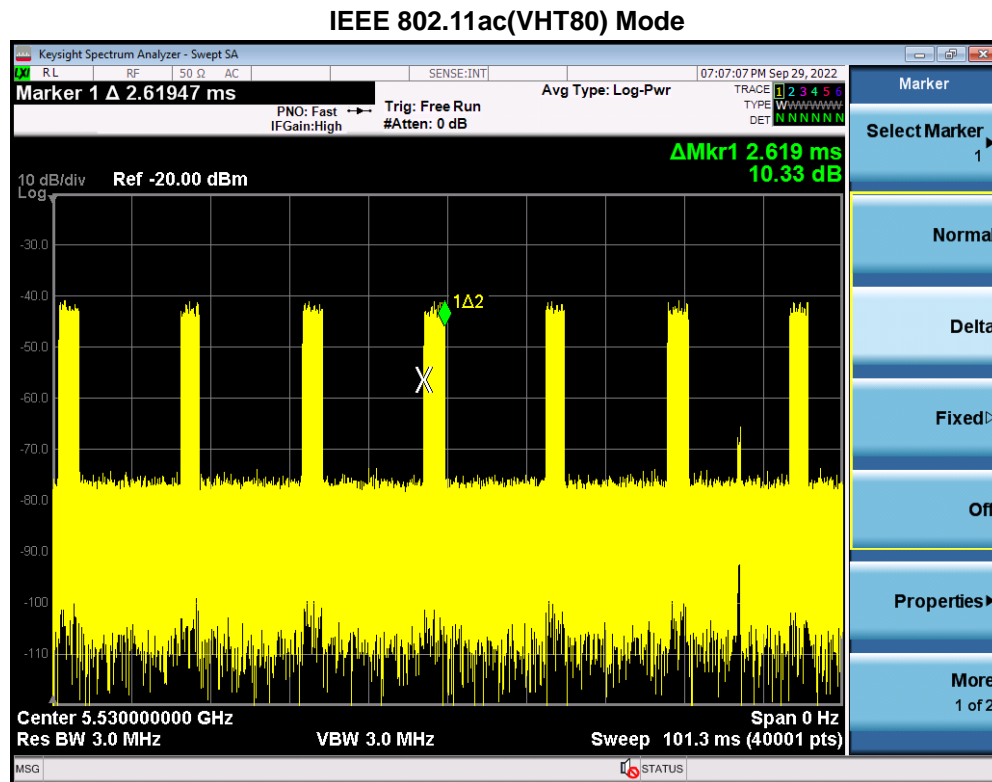 IEEE 802.11ac(VHT80) Mode
Keysight Spectrum Analyzer - Swept SA
LXI RL RF 50 Ω AC SENSE:INT 07:07:07 PM Sep 29, 2022
Marker 1 Δ 2.61947 ms
PNO: Fast
IFGain:High
Trig: Free Run
#Atten: 0 dB
Avg Type: Log-Pwr
TRACE 1 2 3 4 5 6
TYPE WWWWWW
DET N N N N N N
ΔMkr1 2.619 ms
10.33 dB
10 dB/div Ref -20.00 dBm
Log
-30.0
-40.0
-50.0
-60.0
-70.0
-80.0
-90.0
-100
-110
1Δ2
X
Center 5.530000000 GHz Span 0 Hz
Res BW 3.0 MHz VBW 3.0 MHz Sweep 101.3 ms (40001 pts)
MSG STATUS
Marker
Select Marker
1
Normal
Delta
Fixed
Off
Properties
More
1 of 2